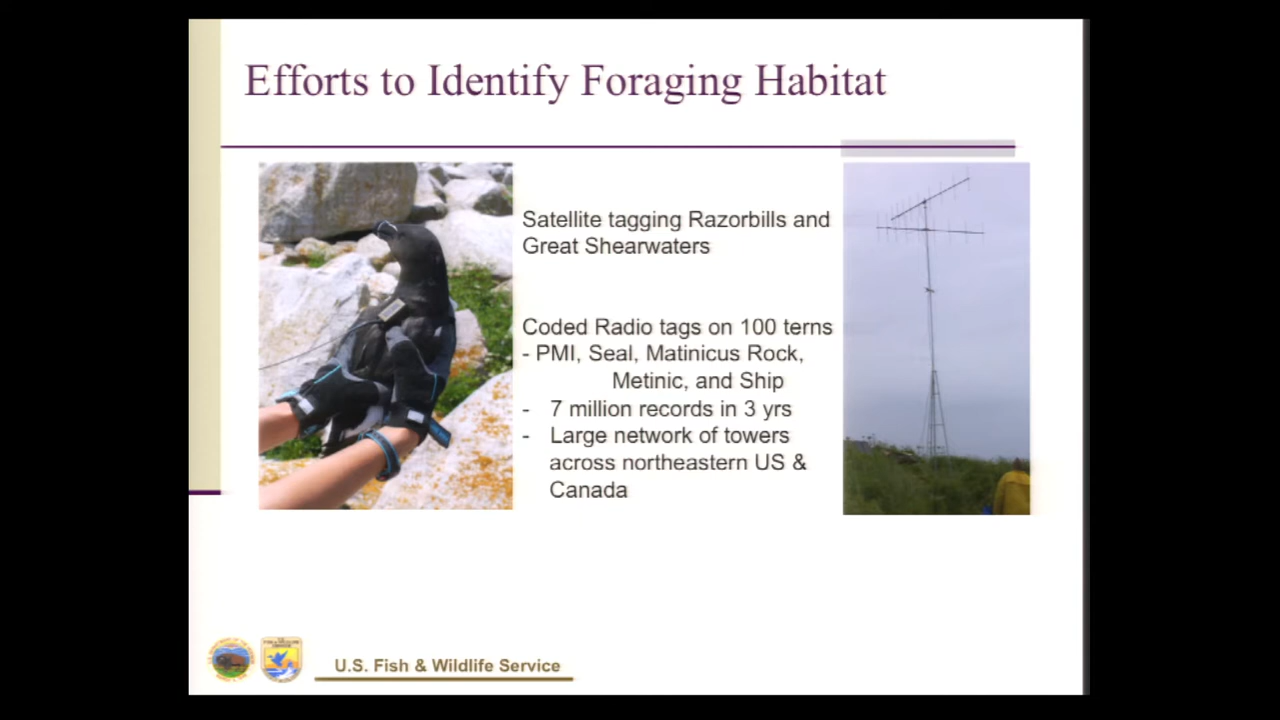 Efforts to Identify Foraging Habitat
Satellite tagging Razorbills and
Great Shearwaters
Coded Radio tags on 100 terns
- PMI, Seal, Matinicus Rock,
Metinic, and Ship
- 7 million records in 3 yrs
- Large network of towers
across northeastern US &
Canada
U.S. Fish & Wildlife Service